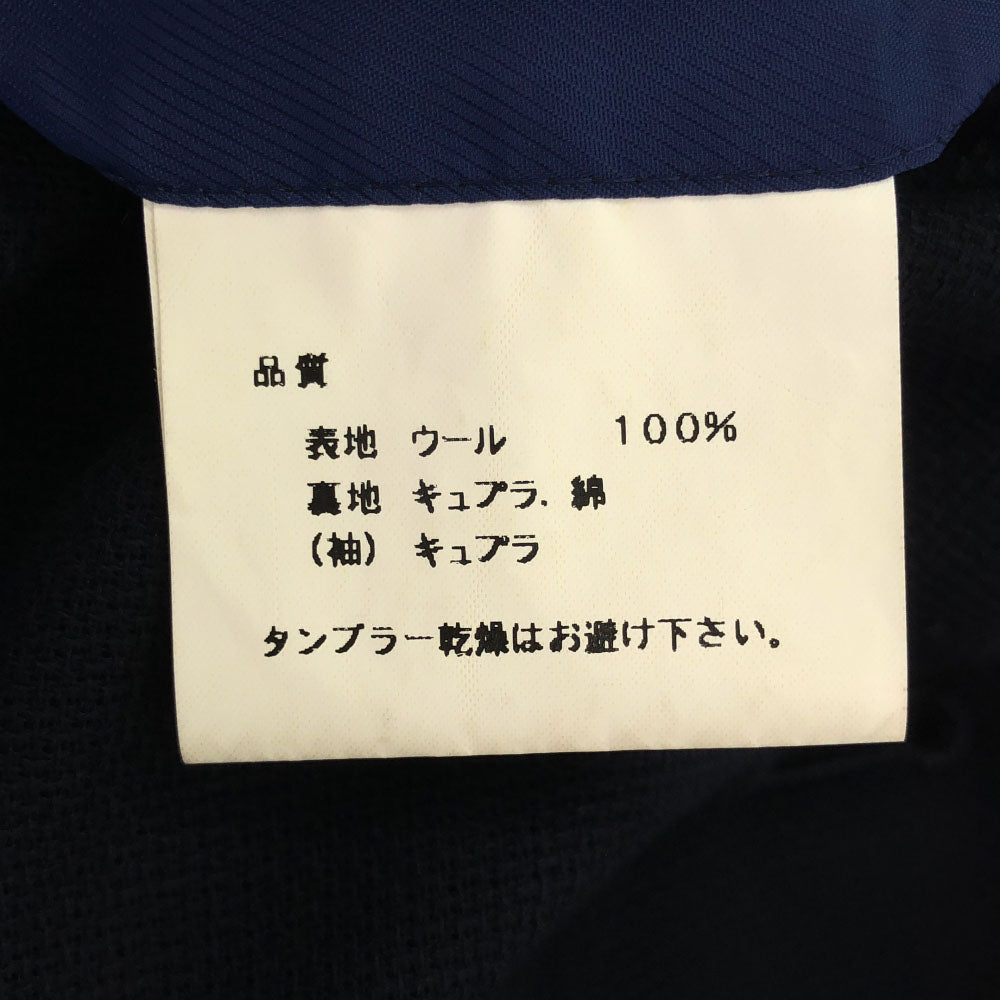 品質
表地 ウール 100%
裏地 キュプラ. 綿
(袖) キュプラ
タンブラー乾燥はお避け下さい。